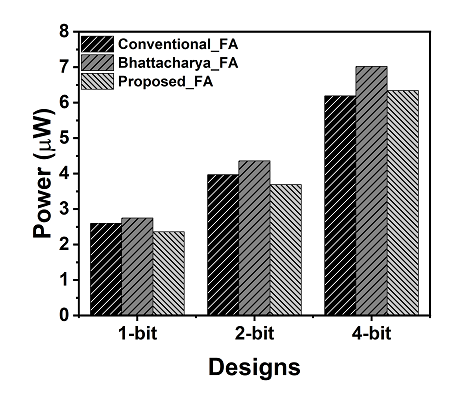 8
7
6
5
4
3
2
1
0
Power (μW)
Conventional_FA
Bhattacharya_FA
Proposed_FA
1-bit 2-bit 4-bit
Designs